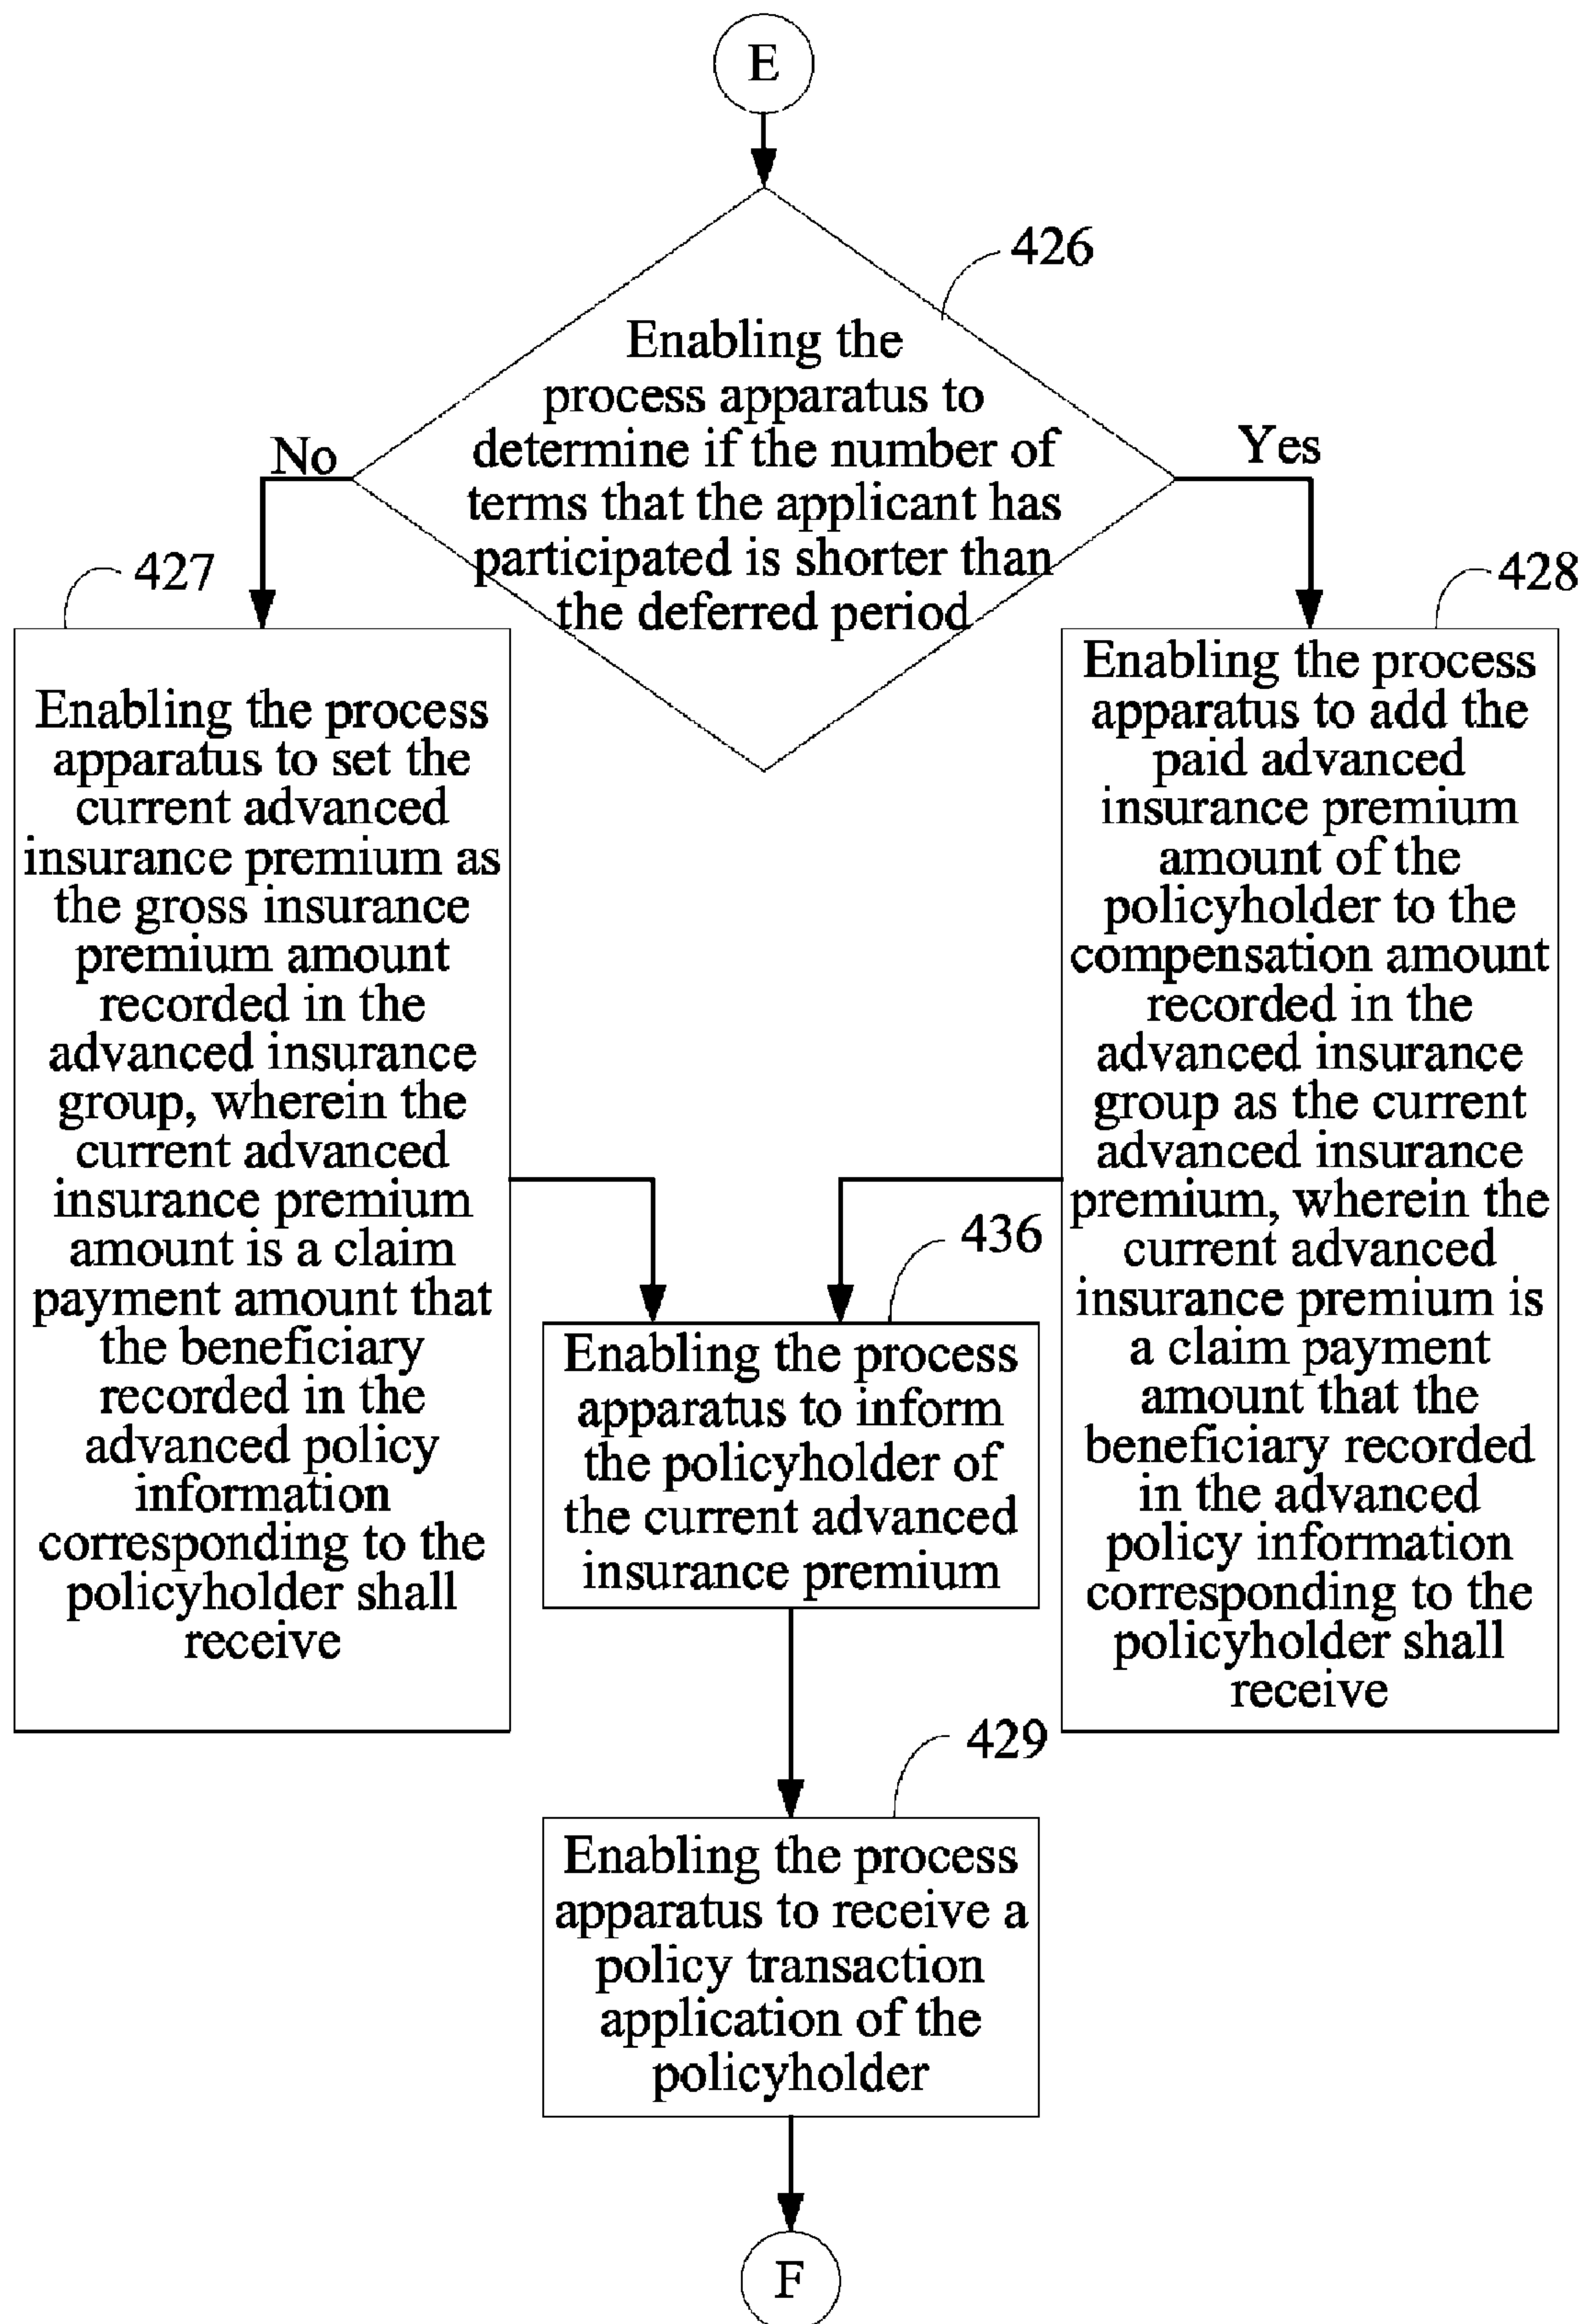 E
426
Enabling the
process apparatus to
determine if the number of
terms that the applicant has
participated is shorter than
the deferred period
No
Yes
427
Enabling the process
apparatus to set the
current advanced
insurance premium as
the gross insurance
premium amount
recorded in the
advanced insurance
group, wherein the
current advanced
insurance premium
amount is a claim
payment amount that
the beneficiary
recorded in the
advanced policy
information
corresponding to the
policyholder shall
receive
428
Enabling the process
apparatus to add the
paid advanced
insurance premium
amount of the
policyholder to the
compensation amount
recorded in the
advanced insurance
group as the current
advanced insurance
premium, wherein the
current advanced
insurance premium is
a claim payment
amount that the
beneficiary recorded
in the advanced
policy information
corresponding to the
policyholder shall
receive
436
Enabling the process
apparatus to inform
the policyholder of
the current advanced
insurance premium
429
Enabling the process
apparatus to receive a
policy transaction
application of the
policyholder
F